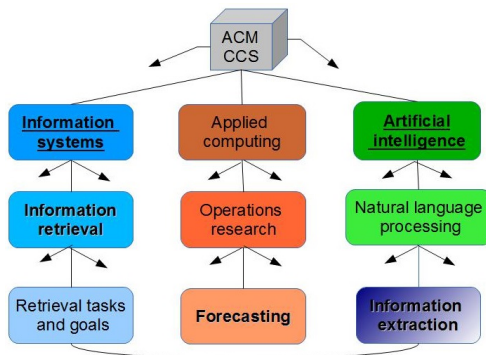 ACM
CCS
Information
systems
Applied
computing
Artificial
intelligence
Information
retrieval
Operations
research
Natural language
processing
Retrieval tasks
and goals
Forecasting
Information
extraction